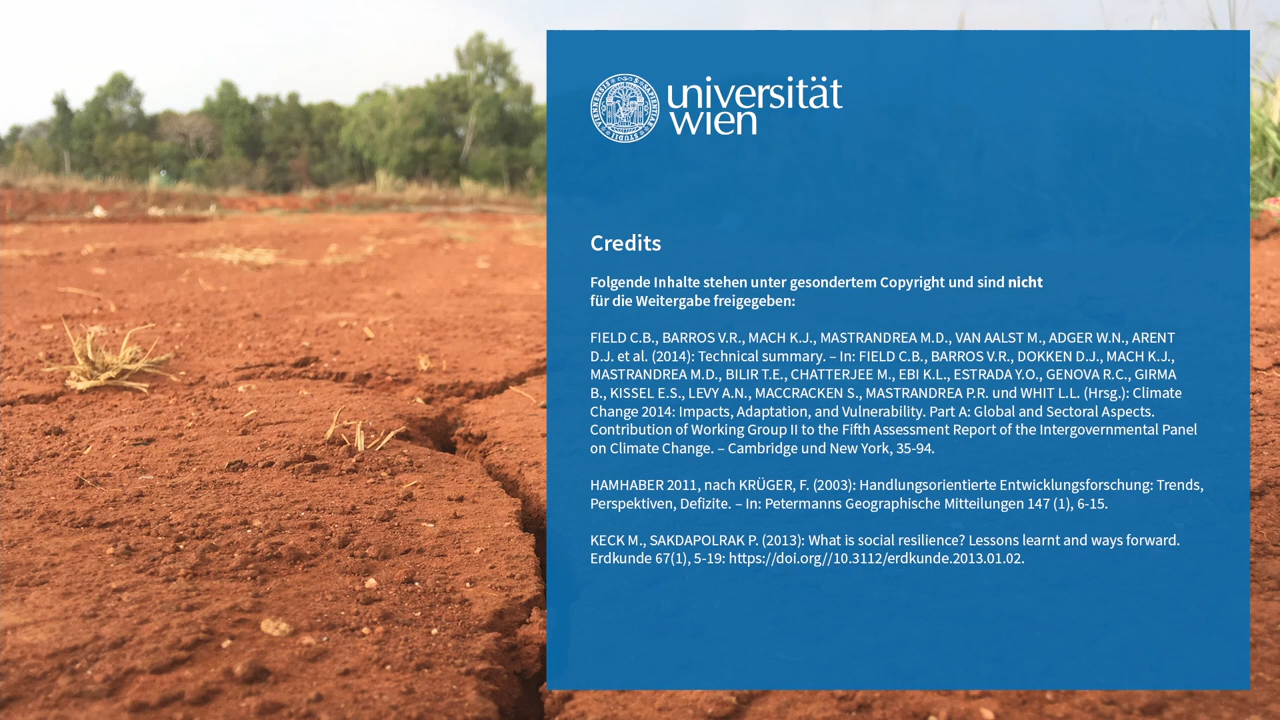 universität
wien
Credits
Folgende Inhalte stehen unter gesondertem Copyright und sind nicht
für die Weitergabe freigegeben:
FIELD C.B., BARROS V.R., MACH K.J., MASTRANDREA M.D., VAN AALST M., ADGER W.N., ARENT
D.J. et al. (2014): Technical summary. – In: FIELD C.B., BARROS V.R., DOKKEN D.J., MACH K.J.,
MASTRANDREA M.D., BILIR T.E., CHATTERJEE M., EBI K.L., ESTRADA Y.O., GENOVA R.C., GIRMA
B., KISSEL E.S., LEVY A.N., MACCRACKEN S., MASTRANDREA P.R. und WHIT L.L. (Hrsg.): Climate
Change 2014: Impacts, Adaptation, and Vulnerability. Part A: Global and Sectoral Aspects.
Contribution of Working Group II to the Fifth Assessment Report of the Intergovernmental Panel
on Climate Change. – Cambridge und New York, 35-94.
HAMHABER 2011, nach KRÜGER, F. (2003): Handlungsorientierte Entwicklungsforschung: Trends,
Perspektiven, Defizite. – In: Petermanns Geographische Mitteilungen 147 (1), 6-15.
KECK M., SAKDAPOLRAK P. (2013): What is social resilience? Lessons learnt and ways forward.
Erdkunde 67(1), 5-19: https://doi.org//10.3112/erdkunde.2013.01.02.